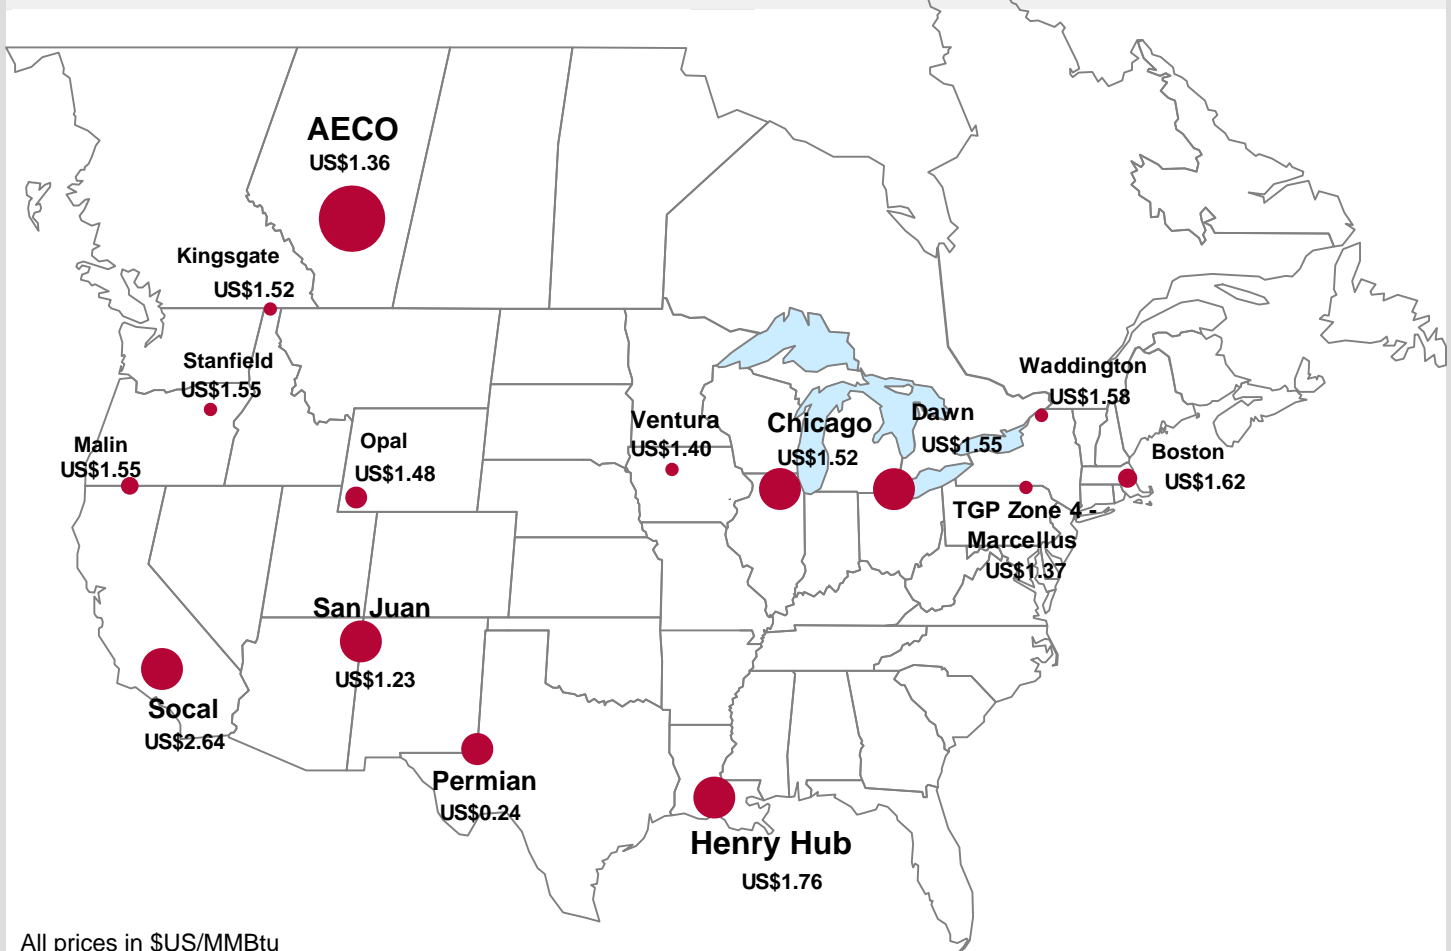 AECO
US$1.36
Kingsgate
US$1.52
Stanfield
US$1.55
Malin
US$1.55
Opal
US$1.48
Ventura
US$1.40
Chicago
US$1.52
Dawn
US$1.55
Waddington
US$1.58
Boston
US$1.62
TGP Zone 4 -
Marcellus
US$1.37
San Juan
US$1.23
Socal
US$2.64
Permian
US$0.24
Henry Hub
US$1.76
All prices in $US/MMBtu